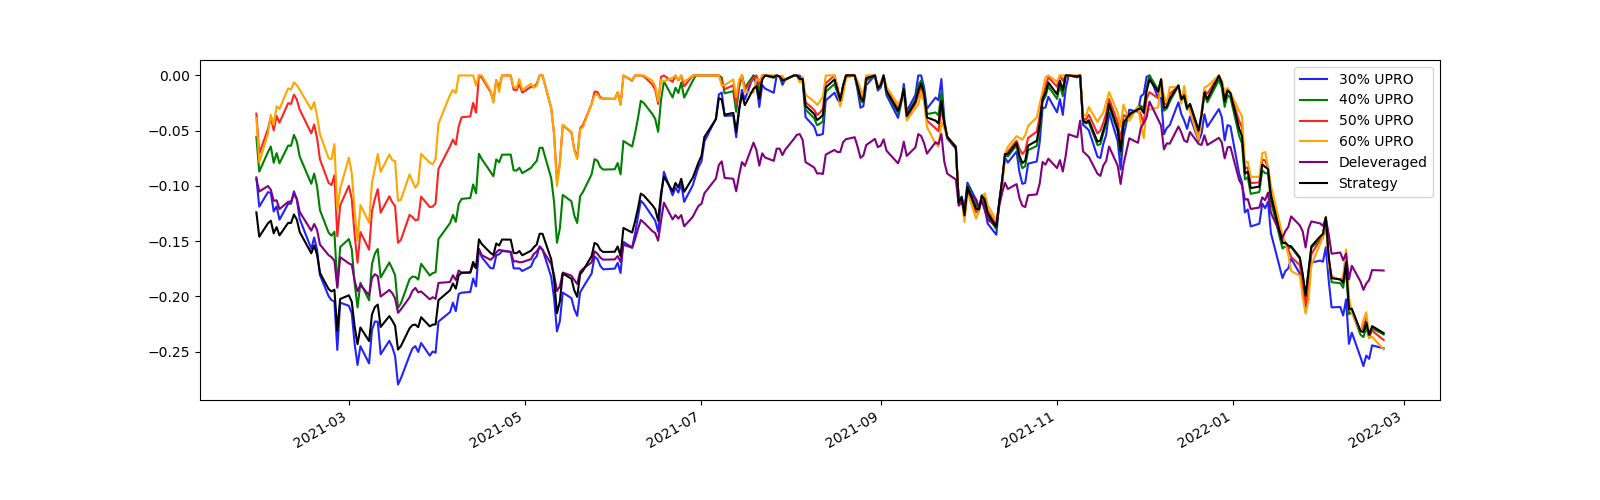 0.00
−0.05
−0.10
−0.15
−0.20
−0.25
2021-03
2021-05
2021-07
2021-09
2021-11
2022-01
2022-03
30% UPRO
40% UPRO
50% UPRO
60% UPRO
Deleveraged
Strategy